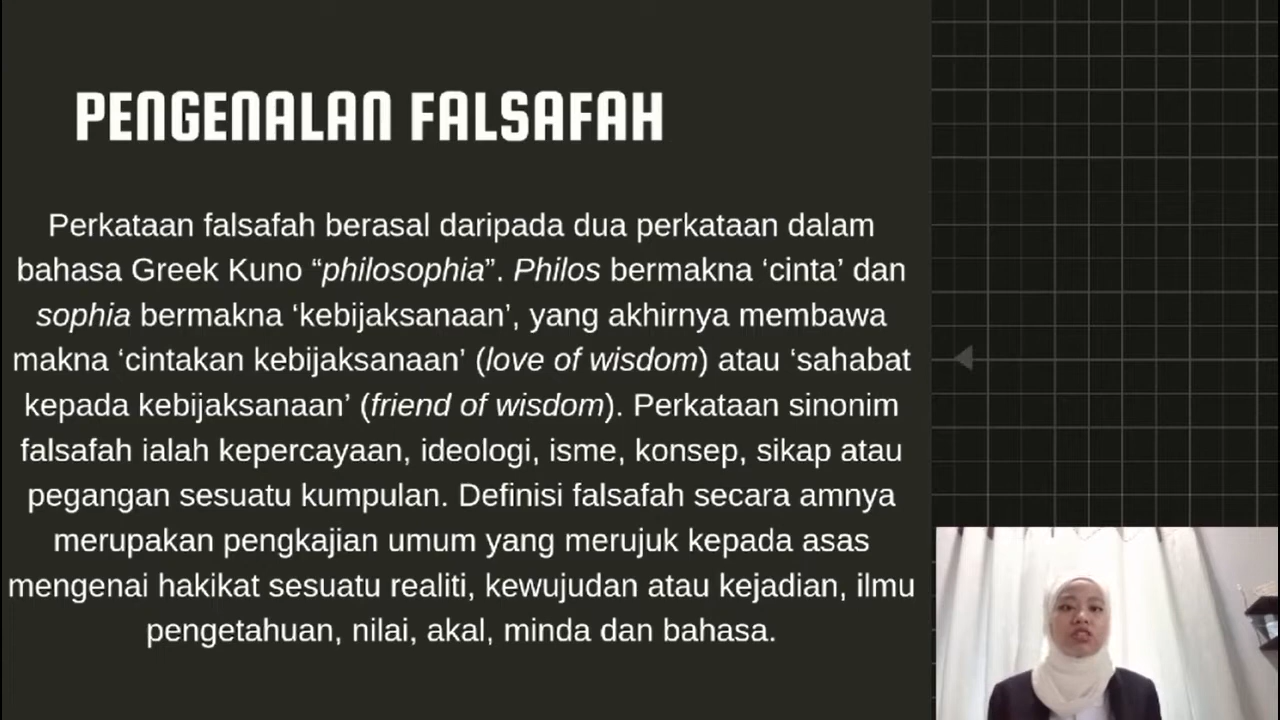 PENGENALAN FALSAFAH
Perkataan falsafah berasal daripada dua perkataan dalam
bahasa Greek Kuno “philosophia”. Philos bermakna ‘cinta’ dan
sophia bermakna ‘kebijaksanaan’, yang akhirnya membawa
makna ‘cintakan kebijaksanaan’ (love of wisdom) atau ‘sahabat
kepada kebijaksanaan’ (friend of wisdom). Perkataan sinonim
falsafah ialah kepercayaan, ideologi, isme, konsep, sikap atau
pegangan sesuatu kumpulan. Definisi falsafah secara amnya
merupakan pengkajian umum yang merujuk kepada asas
mengenai hakikat sesuatu realiti, kewujudan atau kejadian, ilmu
pengetahuan, nilai, akal, minda dan bahasa.